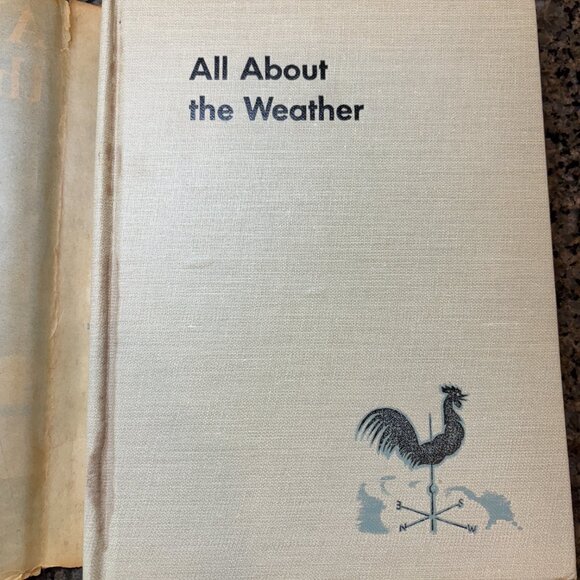 All About
the Weather
E S
N W